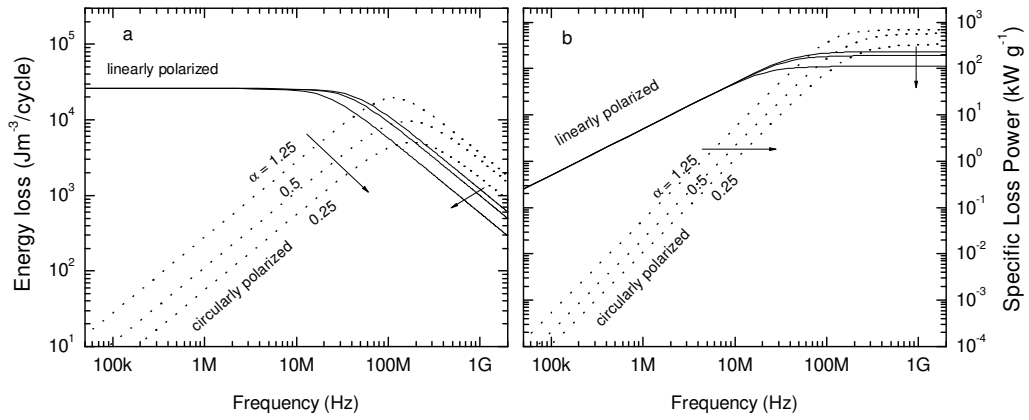 a
linearly polarized
α = 1.25
0.5
0.25
circularly polarized
Energy loss (Jm⁻³/cycle)
10⁵
10⁴
10³
10²
10¹
100k 1M 10M 100M 1G
Frequency (Hz)
b
linearly polarized
α = 1.25
0.5
0.25
circularly polarized
10³
10²
10¹
10⁰
10⁻¹
10⁻²
10⁻³
10⁻⁴
Specific Loss Power (kW g⁻¹)
100k 1M 10M 100M 1G
Frequency (Hz)